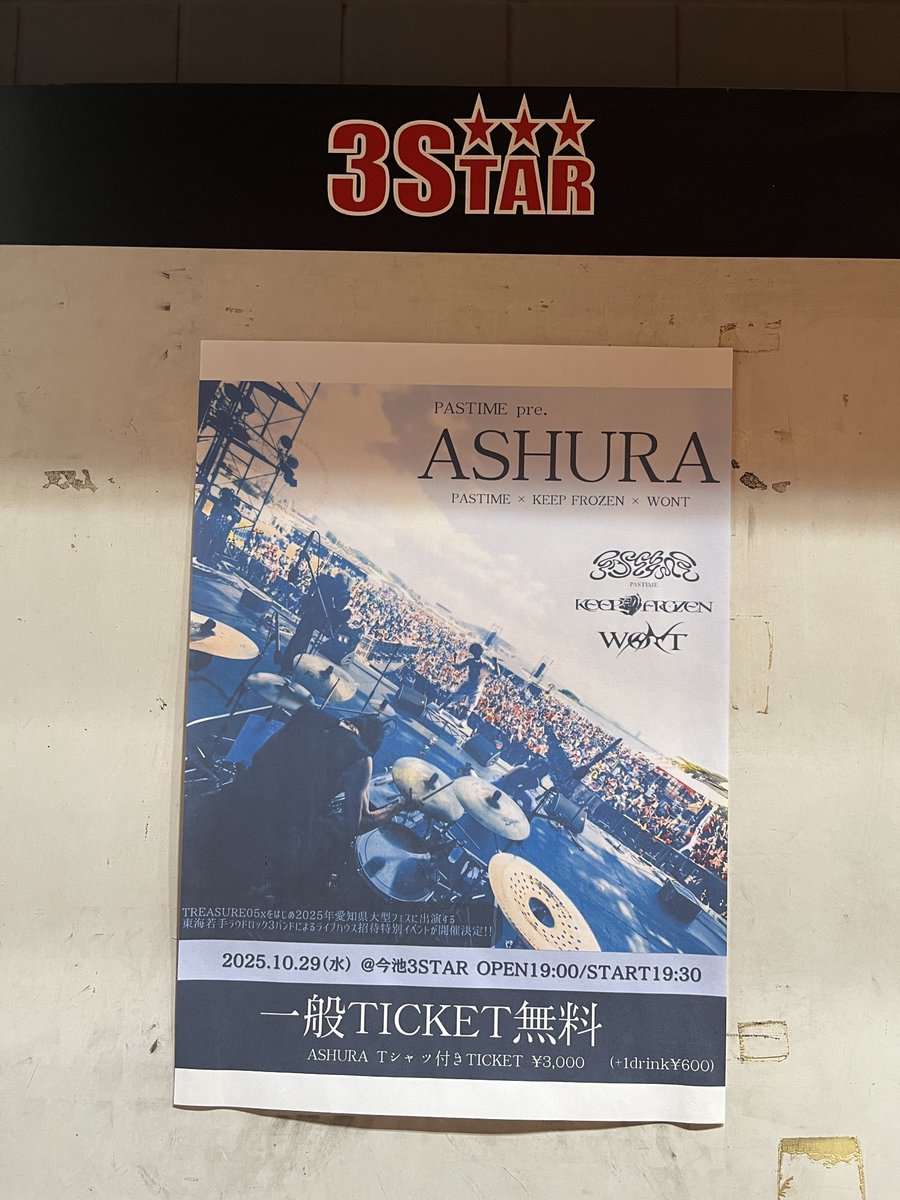 3STAR
PASTIME pre.
ASHURA
PASTIME × KEEP FROZEN × WONT
PASTIME
KEEP FROZEN
WONT
TREASURE05xをはじめ2025年愛知県大型フェスに出演する
東海若手ラウドロック3バンドによるライブハウス招待特別イベントが開催決定!!
2025.10.29(水) @今池3STAR OPEN19:00/START19:30
一般TICKET無料
ASHURA Tシャツ付きTICKET ¥3,000 (+1drink¥600)